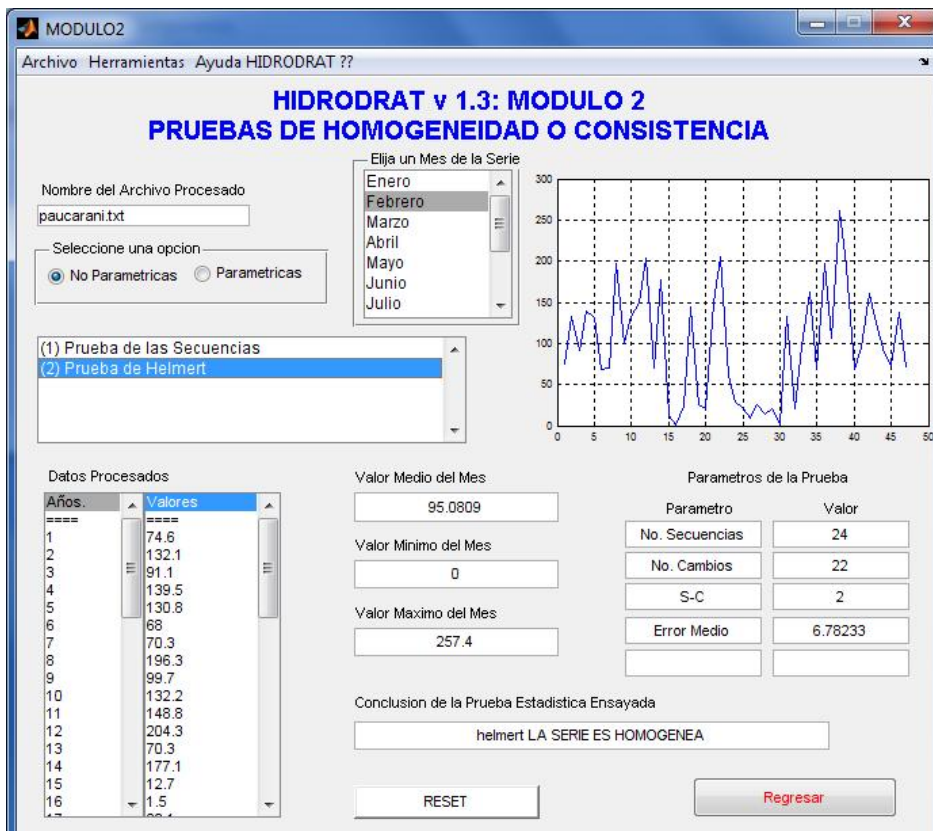 MODULO2
Archivo Herramientas Ayuda HIDRODRAT ??
HIDRODRAT v 1.3: MODULO 2
PRUEBAS DE HOMOGENEIDAD O CONSISTENCIA
Nombre del Archivo Procesado
paucarani.txt
Seleccione una opcion
No Parametricas Parametricas
Elija un Mes de la Serie
Enero
Febrero
Marzo
Abril
Mayo
Junio
Julio
300
250
200
150
100
50
0
0 5 10 15 20 25 30 35 40 45 50
(1) Prueba de las Secuencias
(2) Prueba de Helmert
Datos Procesados
Años. Valores
==== ====
1 74.6
2 132.1
3 91.1
4 139.5
5 130.8
6 68
7 70.3
8 196.3
9 99.7
10 132.2
11 148.8
12 204.3
13 70.3
14 177.1
15 12.7
16 1.5
Valor Medio del Mes
95.0809
Valor Minimo del Mes
0
Valor Maximo del Mes
257.4
Parametros de la Prueba
Parametro Valor
No. Secuencias 24
No. Cambios 22
S-C 2
Error Medio 6.78233
Conclusion de la Prueba Estadistica Ensayada
helmert LA SERIE ES HOMOGENEA
RESET
Regresar